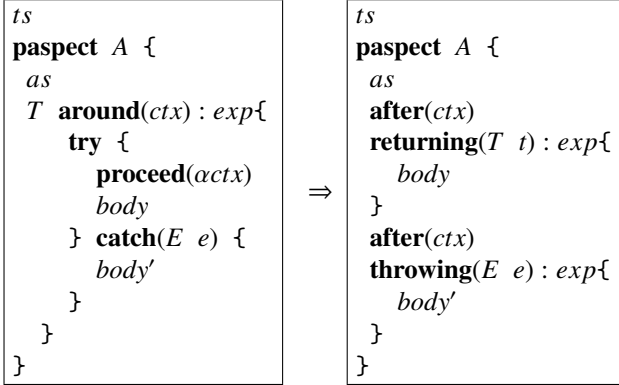 ts
paspect A {
as
T around(ctx) : exp{
try {
proceed(αctx)
body
} catch(E e) {
body′
}
}
}
⇒
ts
paspect A {
as
after(ctx)
returning(T t) : exp{
body
}
after(ctx)
throwing(E e) : exp{
body′
}
}